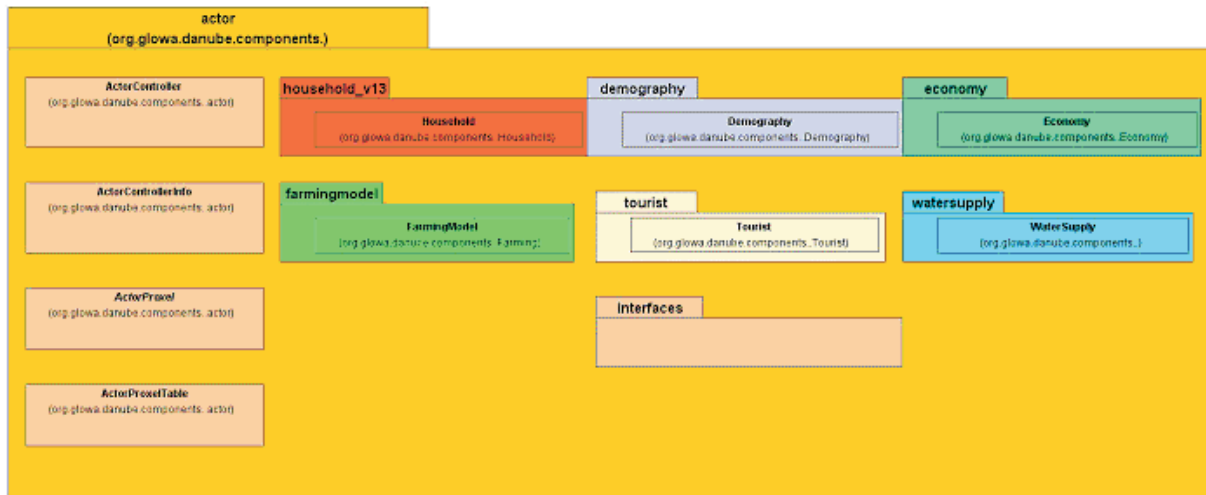 actor
(org.glowa.danube.components.)
ActorController
(org.glowa.danube.components. actor)
household_v13
Household
(org.glowa.danube.components. Household)
demography
Demography
(org.glowa.danube.components. Demography)
economy
Economy
(org.glowa.danube.components. Economy)
ActorControllerInfo
(org.glowa.danube.components. actor)
farmingmodel
FarmingModel
(org.glowa.danube.components. Farming)
tourist
Tourist
(org.glowa.danube.components. Tourist)
watersupply
WaterSupply
(org.glowa.danube.components. )
ActorProxel
(org.glowa.danube.components. actor)
interfaces
ActorProxelTable
(org.glowa.danube.components. actor)